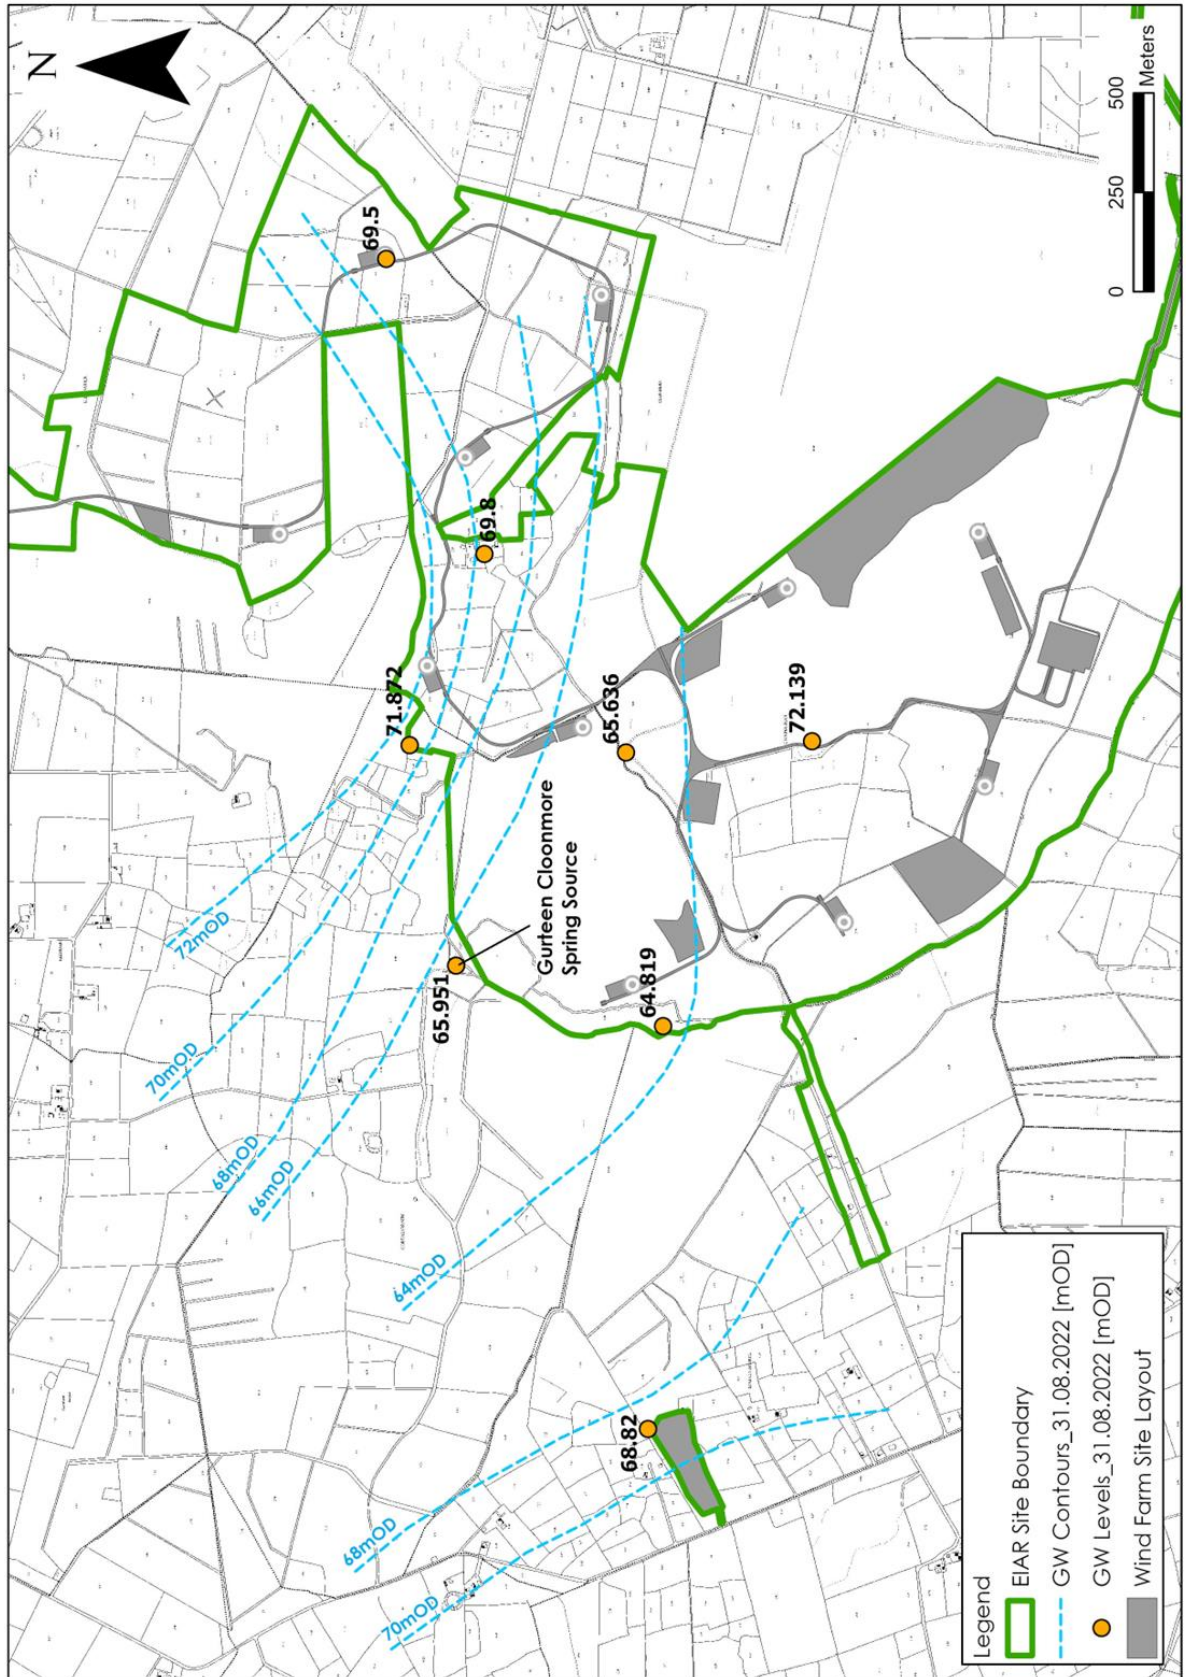 N
69.5
69.8
71.872
65.636
72.139
Gurteen Cloonmore
Spring Source
65.951
64.819
68.82
72mOD
70mOD
68mOD
66mOD
64mOD
68mOD
70mOD
0 250 500
Meters
Legend
EIAR Site Boundary
GW Contours_31.08.2022 [mOD]
GW Levels_31.08.2022 [mOD]
Wind Farm Site Layout